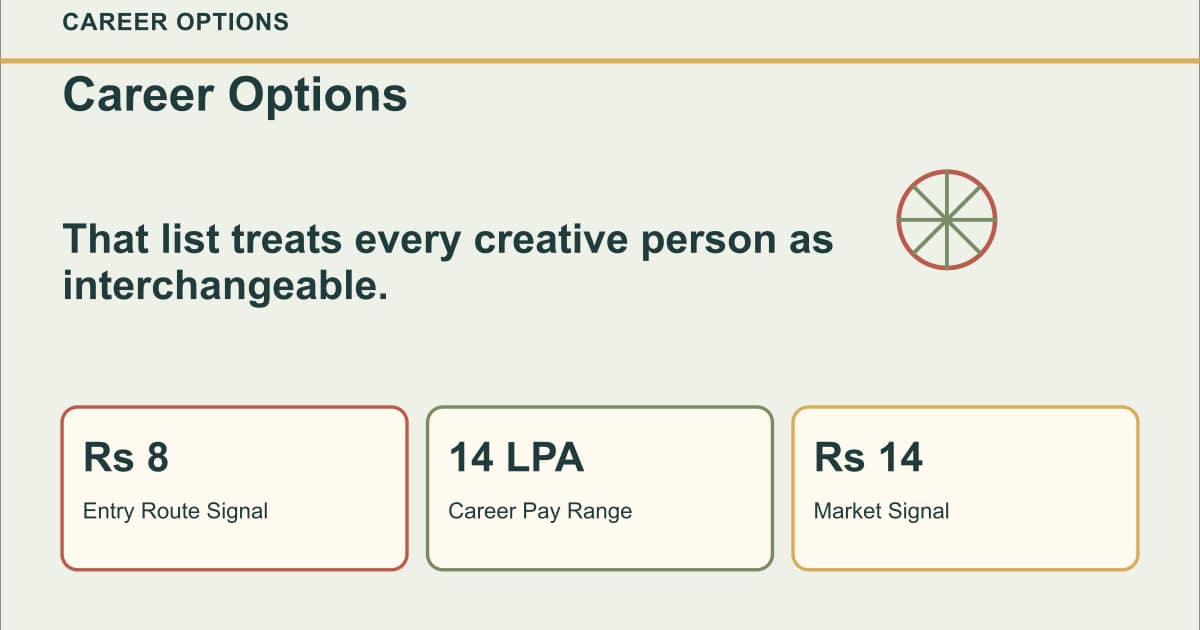 CAREER OPTIONS
Career Options
That list treats every creative person as
interchangeable.
Rs 8
Entry Route Signal
14 LPA
Career Pay Range
Rs 14
Market Signal